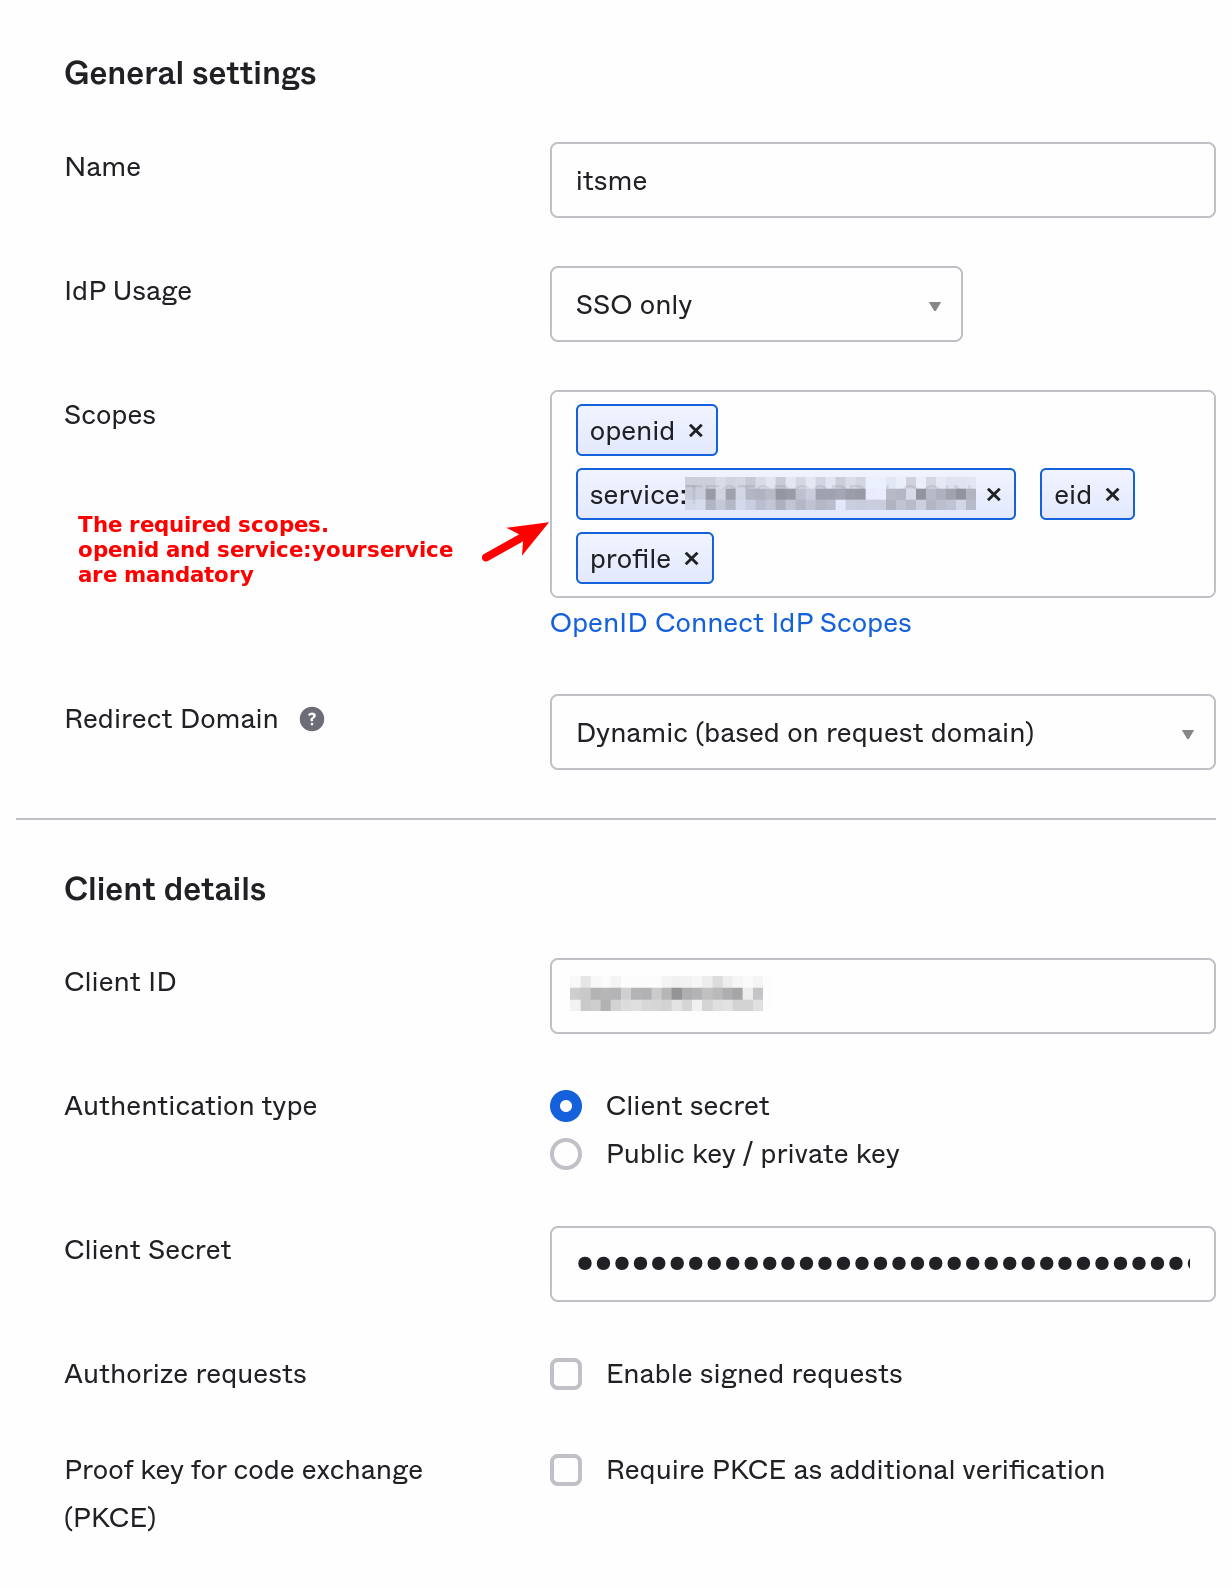 General settings
Name
itsme
IdP Usage
SSO only
Scopes
openid ×
service: × eid ×
profile ×
The required scopes.
openid and service:yourservice
are mandatory
OpenID Connect IdP Scopes
Redirect Domain ?
Dynamic (based on request domain)
Client details
Client ID
Authentication type
Client secret
Public key / private key
Client Secret
Authorize requests
Enable signed requests
Proof key for code exchange
(PKCE)
Require PKCE as additional verification